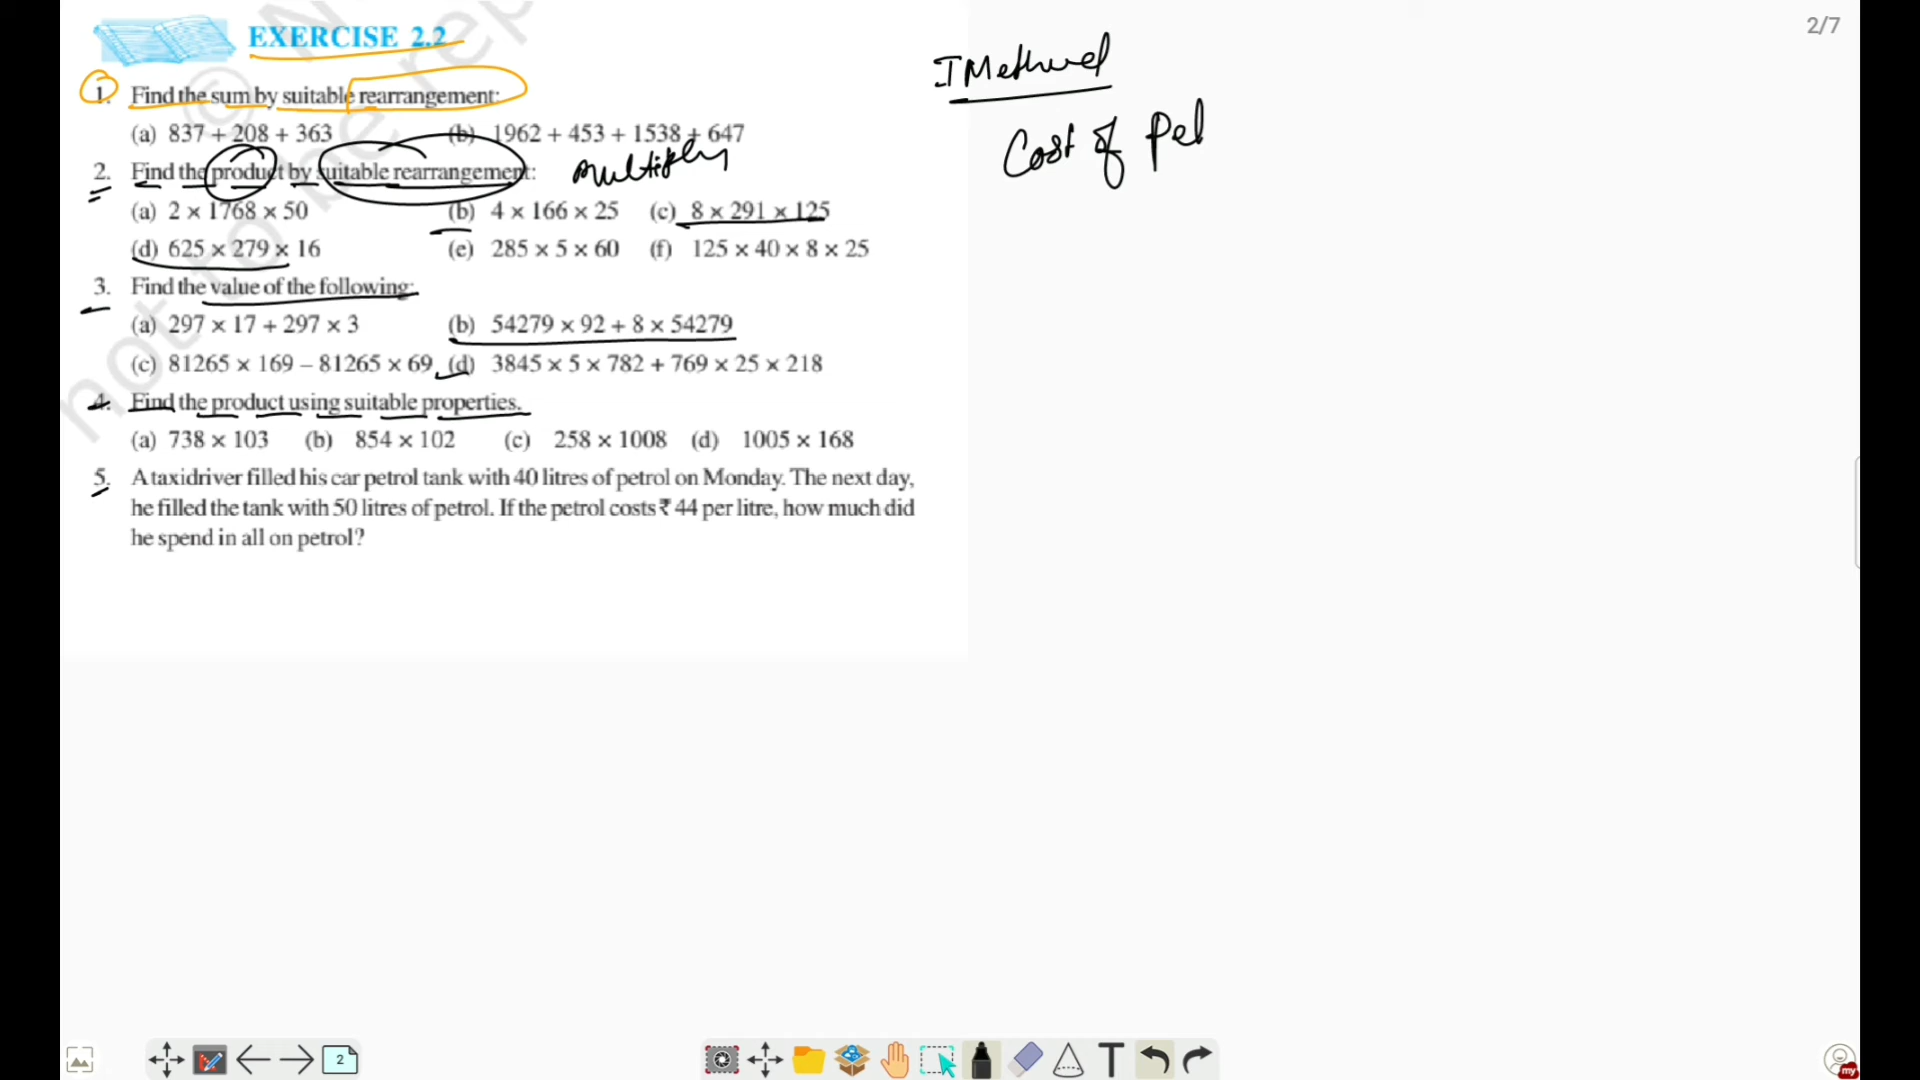 EXERCISE 2.2
1. Find the sum by suitable rearrangement:
(a) 837 + 208 + 363 (b) 1962 + 453 + 1538 + 647
2. Find the product by suitable rearrangement: multiply
(a) 2 × 1768 × 50 (b) 4 × 166 × 25 (c) 8 × 291 × 125
(d) 625 × 279 × 16 (e) 285 × 5 × 60 (f) 125 × 40 × 8 × 25
3. Find the value of the following:
(a) 297 × 17 + 297 × 3 (b) 54279 × 92 + 8 × 54279
(c) 81265 × 169 – 81265 × 69 (d) 3845 × 5 × 782 + 769 × 25 × 218
4. Find the product using suitable properties.
(a) 738 × 103 (b) 854 × 102 (c) 258 × 1008 (d) 1005 × 168
5. A taxidriver filled his car petrol tank with 40 litres of petrol on Monday. The next day,
he filled the tank with 50 litres of petrol. If the petrol costs ₹ 44 per litre, how much did
he spend in all on petrol?
I Method
Cost of Pet
2/7
not to be rep
© N
2
T
my